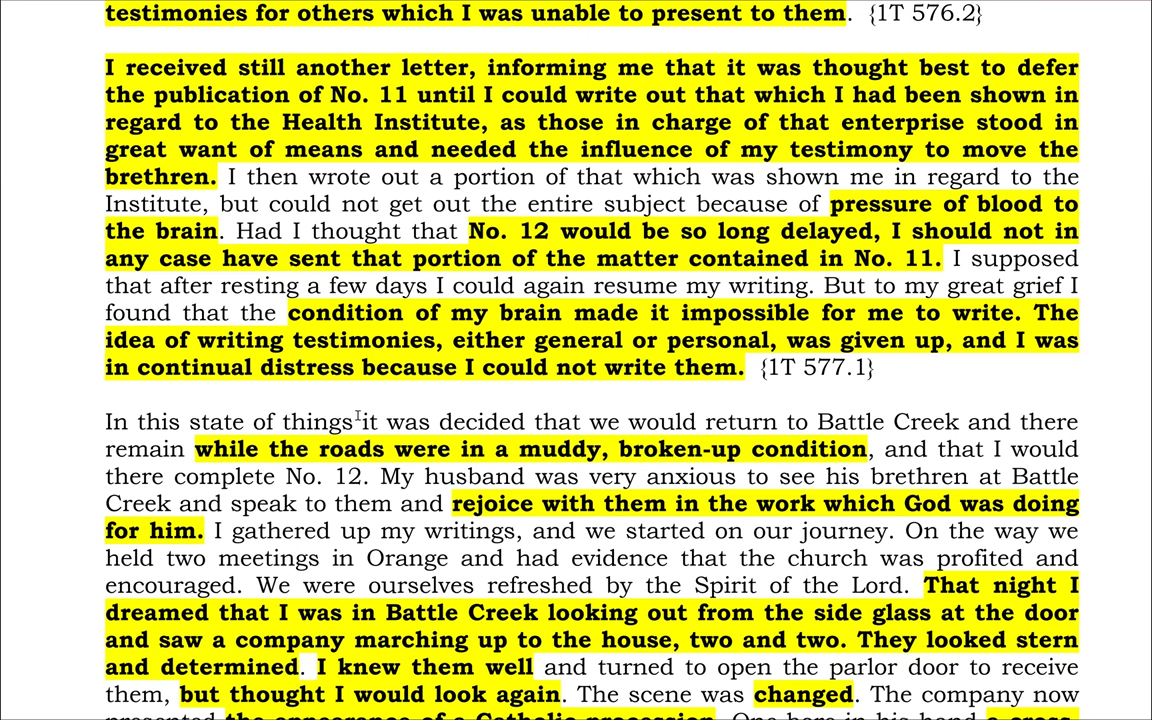 testimonies for others which I was unable to present to them. {1T 576.2}
I received still another letter, informing me that it was thought best to defer
the publication of No. 11 until I could write out that which I had been shown in
regard to the Health Institute, as those in charge of that enterprise stood in
great want of means and needed the influence of my testimony to move the
brethren. I then wrote out a portion of that which was shown me in regard to the
Institute, but could not get out the entire subject because of pressure of blood to
the brain. Had I thought that No. 12 would be so long delayed, I should not in
any case have sent that portion of the matter contained in No. 11. I supposed
that after resting a few days I could again resume my writing. But to my great grief I
found that the condition of my brain made it impossible for me to write. The
idea of writing testimonies, either general or personal, was given up, and I was
in continual distress because I could not write them. {1T 577.1}
In this state of things it was decided that we would return to Battle Creek and there
remain while the roads were in a muddy, broken-up condition, and that I would
there complete No. 12. My husband was very anxious to see his brethren at Battle
Creek and speak to them and rejoice with them in the work which God was doing
for him. I gathered up my writings, and we started on our journey. On the way we
held two meetings in Orange and had evidence that the church was profited and
encouraged. We were ourselves refreshed by the Spirit of the Lord. That night I
dreamed that I was in Battle Creek looking out from the side glass at the door
and saw a company marching up to the house, two and two. They looked stern
and determined. I knew them well and turned to open the parlor door to receive
them, but thought I would look again. The scene was changed. The company now
presented the appearance of a Catholic procession. One bore in his hand a cross,